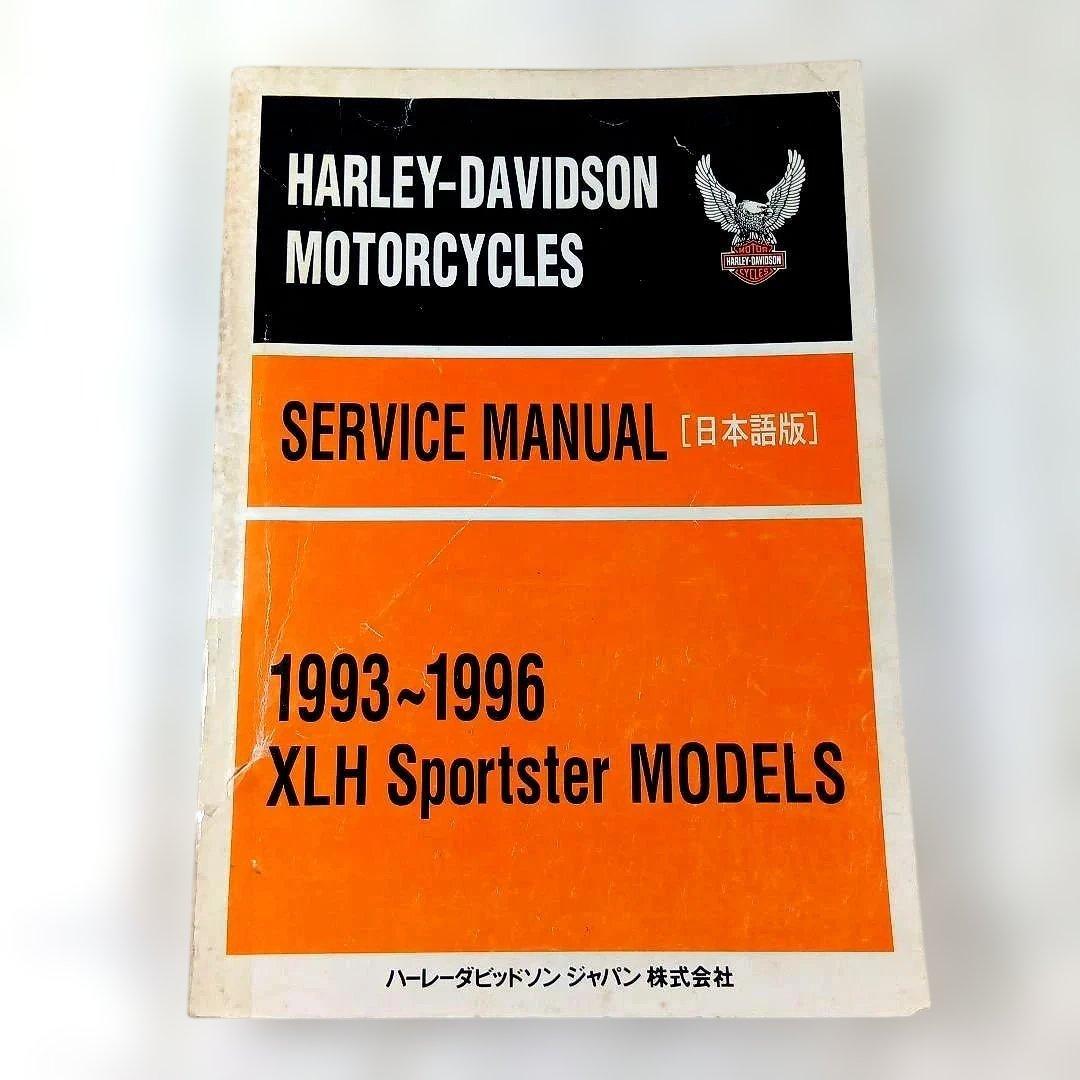 HARLEY-DAVIDSON
MOTORCYCLES
MOTOR
HARLEY-DAVIDSON
CYCLES
SERVICE MANUAL [日本語版]
1993~1996
XLH Sportster MODELS
ハーレーダビッドソン ジャパン 株式会社